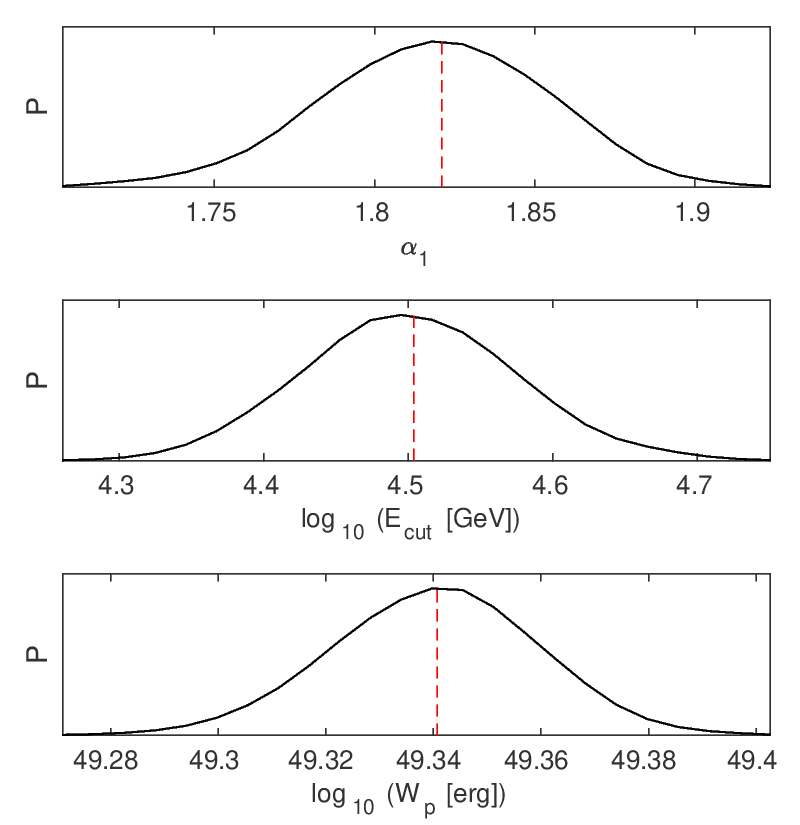 P
1.75 1.8 1.85 1.9
α1
P
4.3 4.4 4.5 4.6 4.7
log10 (Ecut [GeV])
P
49.28 49.3 49.32 49.34 49.36 49.38 49.4
log10 (Wp [erg])